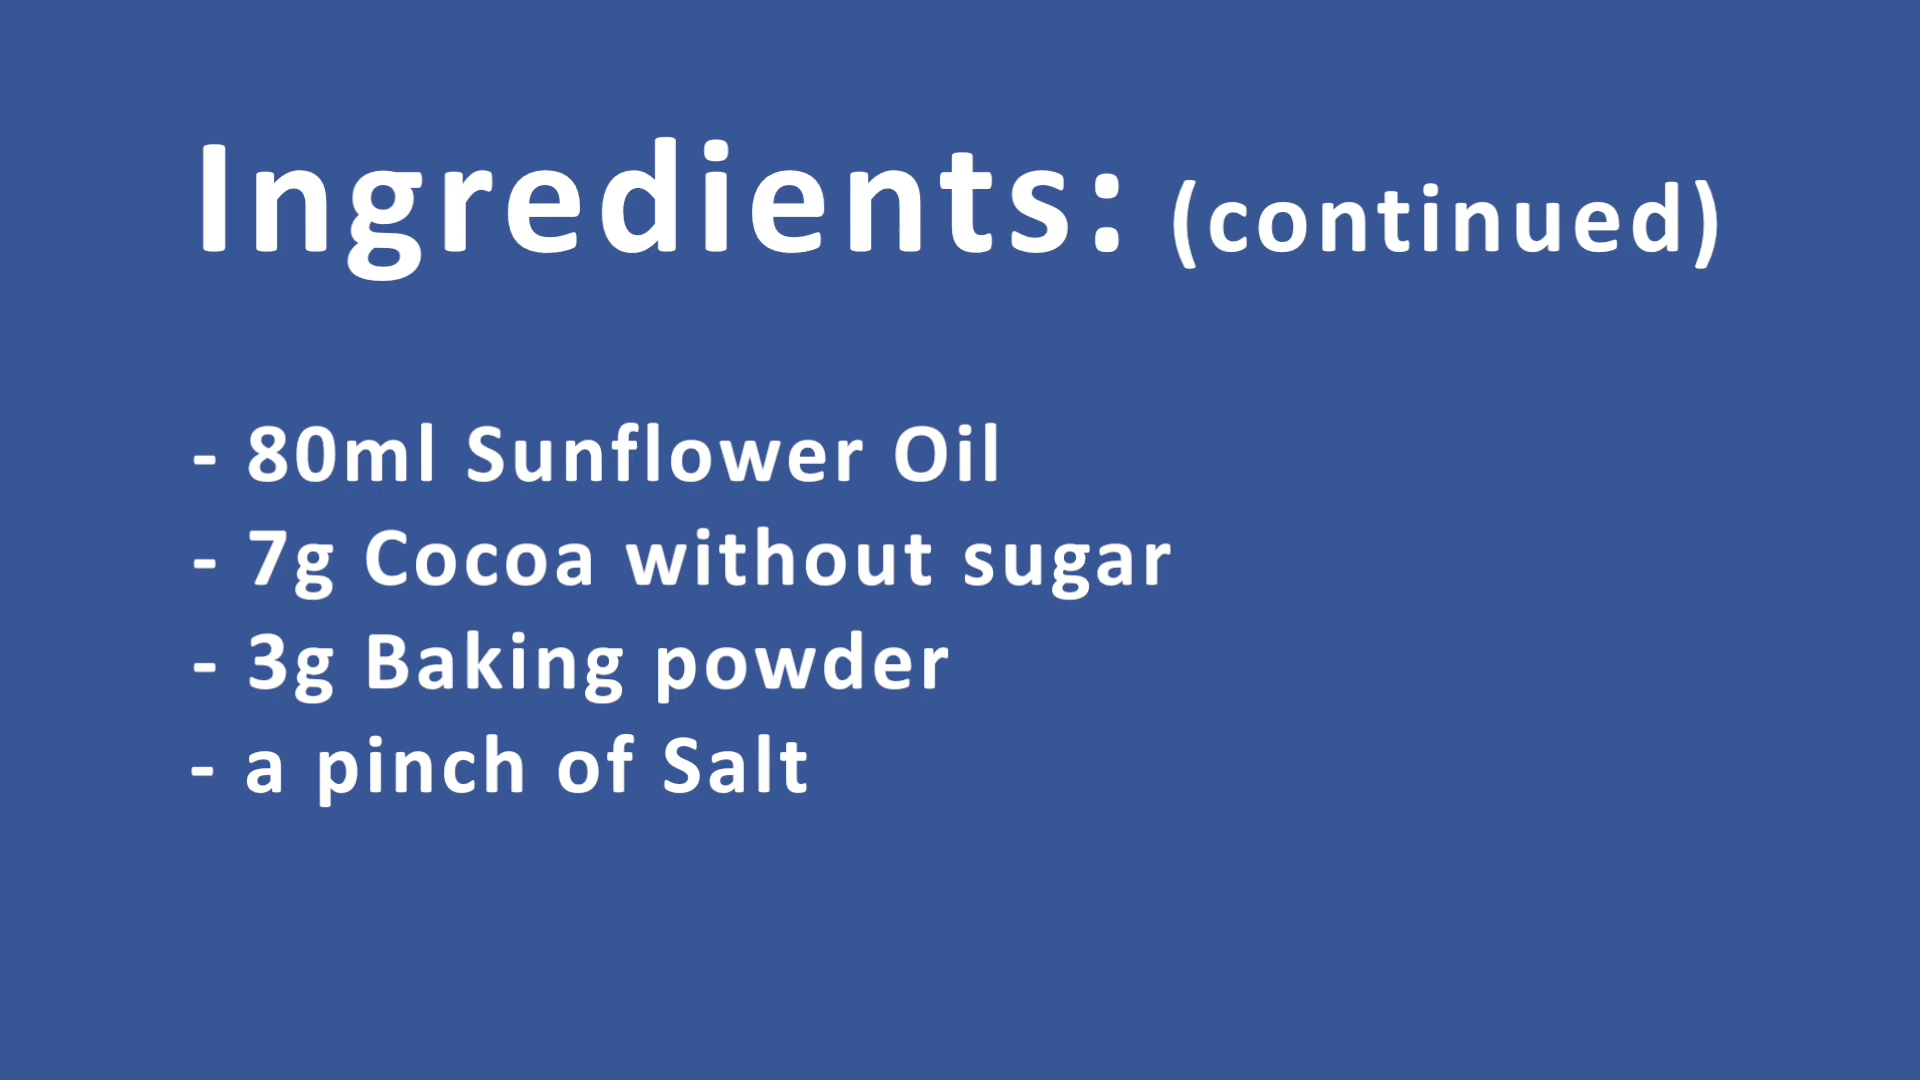 Ingredients: (continued)
- 80ml Sunflower Oil
- 7g Cocoa without sugar
- 3g Baking powder
- a pinch of Salt